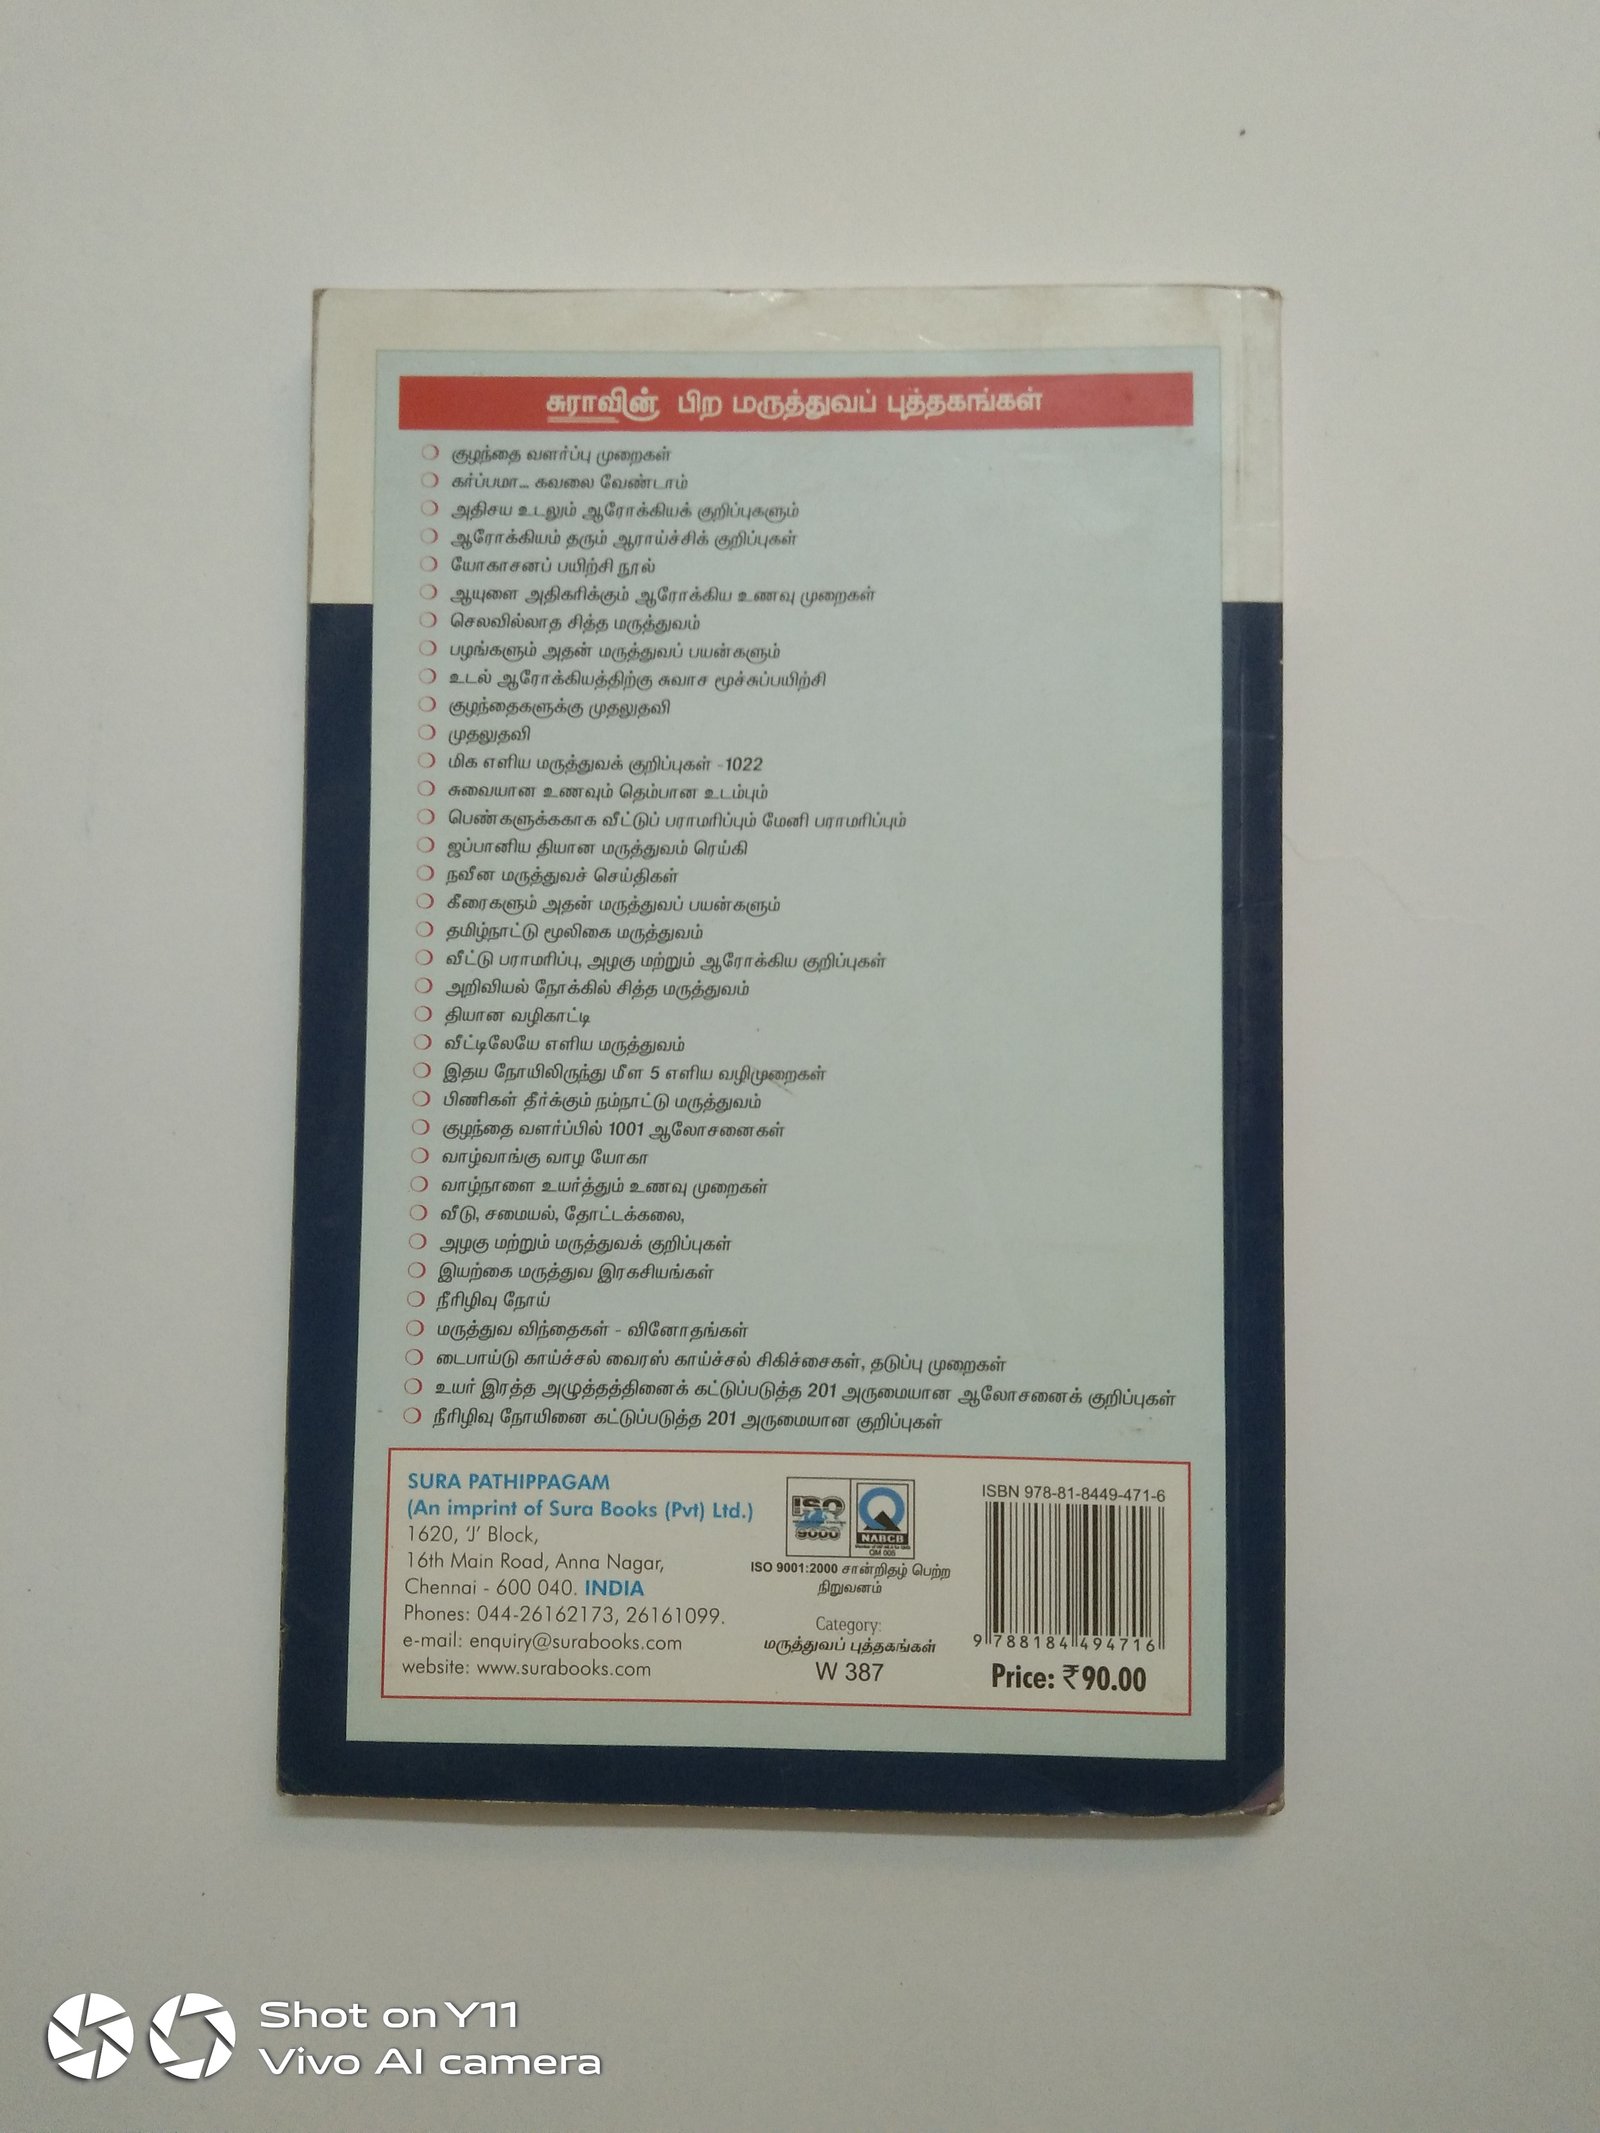 சுராவின் பிற மருத்துவப் புத்தகங்கள்
குழந்தை வளர்ப்பு முறைகள்
கர்ப்பமா... கவலை வேண்டாம்
அதிசய உடலும் ஆரோக்கியக் குறிப்புகளும்
ஆரோக்கியம் தரும் ஆராய்ச்சிக் குறிப்புகள்
யோகாசனப் பயிற்சி நூல்
ஆயுளை அதிகரிக்கும் ஆரோக்கிய உணவு முறைகள்
செலவில்லாத சித்த மருத்துவம்
பழங்களும் அதன் மருத்துவப் பயன்களும்
உடல் ஆரோக்கியத்திற்கு சுவாச மூச்சுப்பயிற்சி
குழந்தைகளுக்கு முதலுதவி
முதலுதவி
மிக எளிய மருத்துவக் குறிப்புகள் -1022
சுவையான உணவும் தெம்பான உடம்பும்
பெண்களுக்ககாக வீட்டுப் பராமரிப்பும் மேனி பராமரிப்பும்
ஜப்பானிய தியான மருத்துவம் ரெய்கி
நவீன மருத்துவச் செய்திகள்
கீரைகளும் அதன் மருத்துவப் பயன்களும்
தமிழ்நாட்டு மூலிகை மருத்துவம்
வீட்டு பராமரிப்பு, அழகு மற்றும் ஆரோக்கிய குறிப்புகள்
அறிவியல் நோக்கில் சித்த மருத்துவம்
தியான வழிகாட்டி
வீட்டிலேயே எளிய மருத்துவம்
இதய நோயிலிருந்து மீள 5 எளிய வழிமுறைகள்
பிணிகள் தீர்க்கும் நம்நாட்டு மருத்துவம்
குழந்தை வளர்ப்பில் 1001 ஆலோசனைகள்
வாழ்வாங்கு வாழ யோகா
வாழ்நாளை உயர்த்தும் உணவு முறைகள்
வீடு, சமையல், தோட்டக்கலை,
அழகு மற்றும் மருத்துவக் குறிப்புகள்
இயற்கை மருத்துவ இரகசியங்கள்
நீரிழிவு நோய்
மருத்துவ விந்தைகள் - வினோதங்கள்
டைபாய்டு காய்ச்சல் வைரஸ் காய்ச்சல் சிகிச்சைகள், தடுப்பு முறைகள்
உயர் இரத்த அழுத்தத்தினைக் கட்டுப்படுத்த 201 அருமையான ஆலோசனைக் குறிப்புகள்
நீரிழிவு நோயினை கட்டுப்படுத்த 201 அருமையான குறிப்புகள்
SURA PATHIPPAGAM
(An imprint of Sura Books (Pvt) Ltd.)
1620, 'J' Block,
16th Main Road, Anna Nagar,
Chennai - 600 040. INDIA
Phones: 044-26162173, 26161099.
e-mail: enquiry@surabooks.com
website: www.surabooks.com
ISO
9000
NABCB
QM 005
ISO 9001:2000 சான்றிதழ் பெற்ற
நிறுவனம்
Category:
மருத்துவப் புத்தகங்கள்
W 387
ISBN 978-81-8449-471-6
9 788184 494716
Price: ₹90.00
Shot on Y11
Vivo AI camera